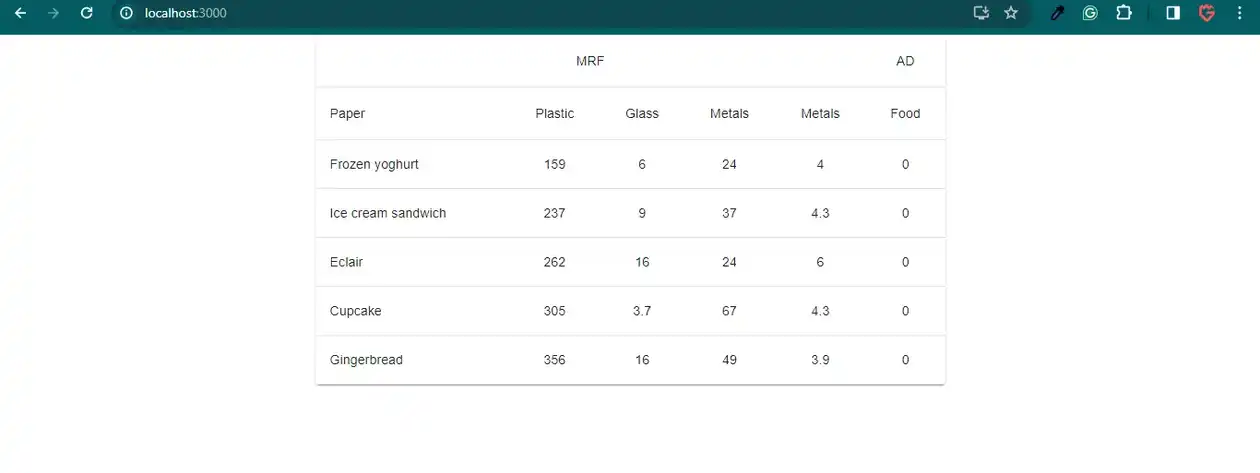 localhost:3000
MRF AD
Paper Plastic Glass Metals Metals Food
Frozen yoghurt 159 6 24 4 0
Ice cream sandwich 237 9 37 4.3 0
Eclair 262 16 24 6 0
Cupcake 305 3.7 67 4.3 0
Gingerbread 356 16 49 3.9 0